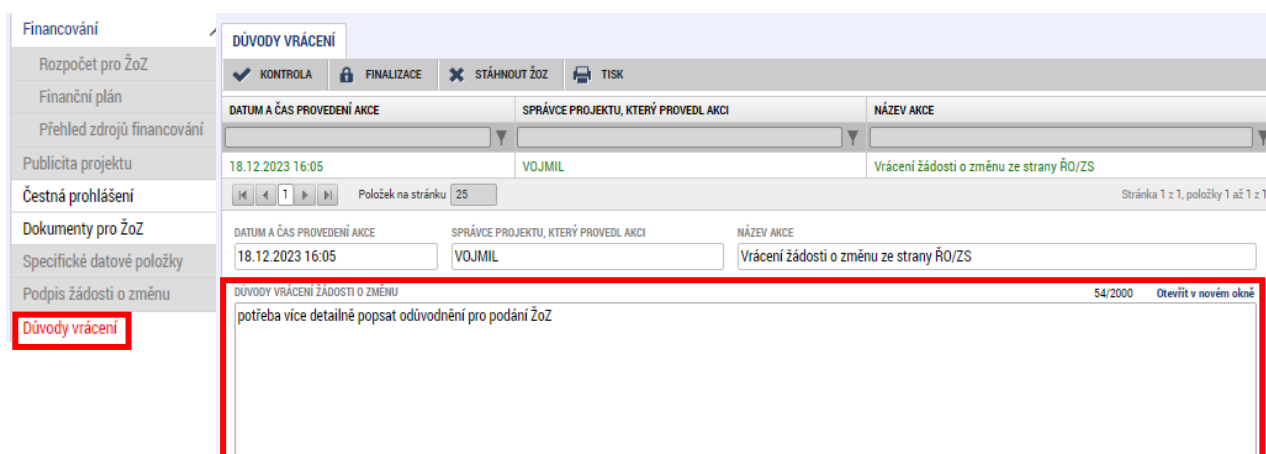 Financování
Rozpočet pro ŽoZ
Finanční plán
Přehled zdrojů financování
Publicita projektu
Čestná prohlášení
Dokumenty pro ŽoZ
Specifické datové položky
Podpis žádosti o změnu
Důvody vrácení
DŮVODY VRÁCENÍ
KONTROLA FINALIZACE STÁHNOUT ŽOZ TISK
DATUM A ČAS PROVEDENÍ AKCE SPRÁVCE PROJEKTU, KTERÝ PROVEDL AKCI NÁZEV AKCE
18.12.2023 16:05 VOJMIL Vrácení žádosti o změnu ze strany ŘO/ZS
1 Položek na stránku 25 Stránka 1 z 1, položky 1 až 1 z 1
DATUM A ČAS PROVEDENÍ AKCE SPRÁVCE PROJEKTU, KTERÝ PROVEDL AKCI NÁZEV AKCE
18.12.2023 16:05 VOJMIL Vrácení žádosti o změnu ze strany ŘO/ZS
DŮVODY VRÁCENÍ ŽÁDOSTI O ZMĚNU 54/2000 Otevřít v novém okně
potřeba více detailně popsat odůvodnění pro podání ŽoZ